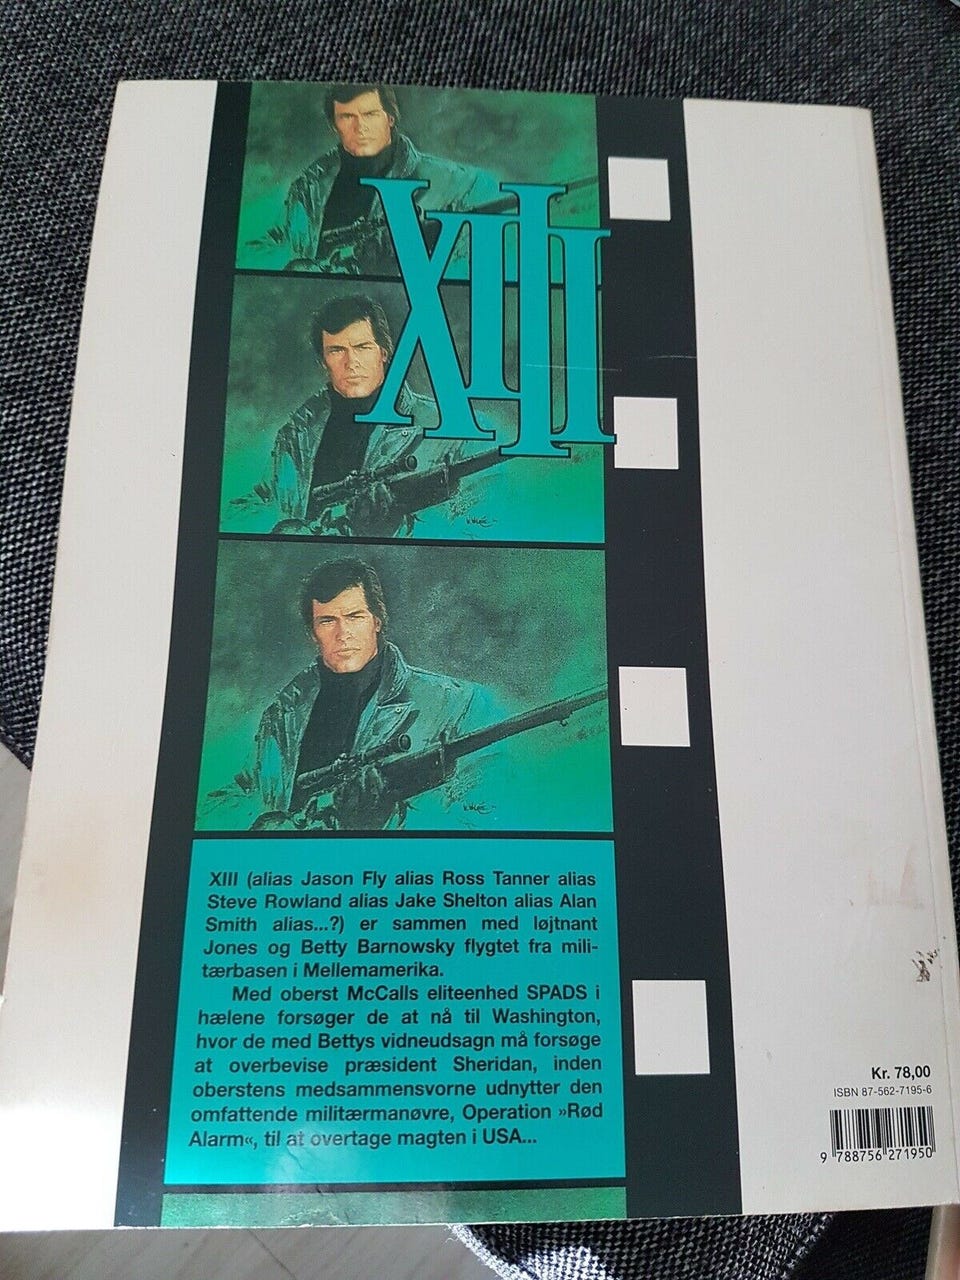 XIII
XIII (alias Jason Fly alias Ross Tanner alias
Steve Rowland alias Jake Shelton alias Alan
Smith alias...?) er sammen med løjtnant
Jones og Betty Barnowsky flygtet fra mili-
tærbasen i Mellemamerika.
Med oberst McCalls eliteenhed SPADS i
hælene forsøger de at nå til Washington,
hvor de med Bettys vidneudsagn må forsøge
at overbevise præsident Sheridan, inden
oberstens medsammensvorne udnytter den
omfattende militærmanøvre, Operation »Rød
Alarm«, til at overtage magten i USA...
Kr. 78,00
ISBN 87-562-7195-6
9 788756 271950